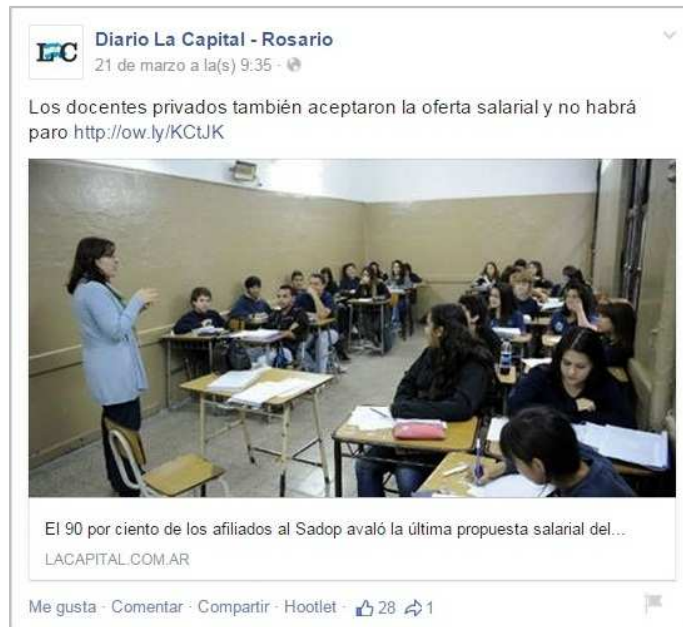 LFC
Diario La Capital - Rosario
21 de marzo a la(s) 9:35 ·
Los docentes privados también aceptaron la oferta salarial y no habrá
paro http://ow.ly/KCtJK
El 90 por ciento de los afiliados al Sadop avaló la última propuesta salarial del...
LACAPITAL.COM.AR
Me gusta · Comentar · Compartir · Hootlet · 28 1